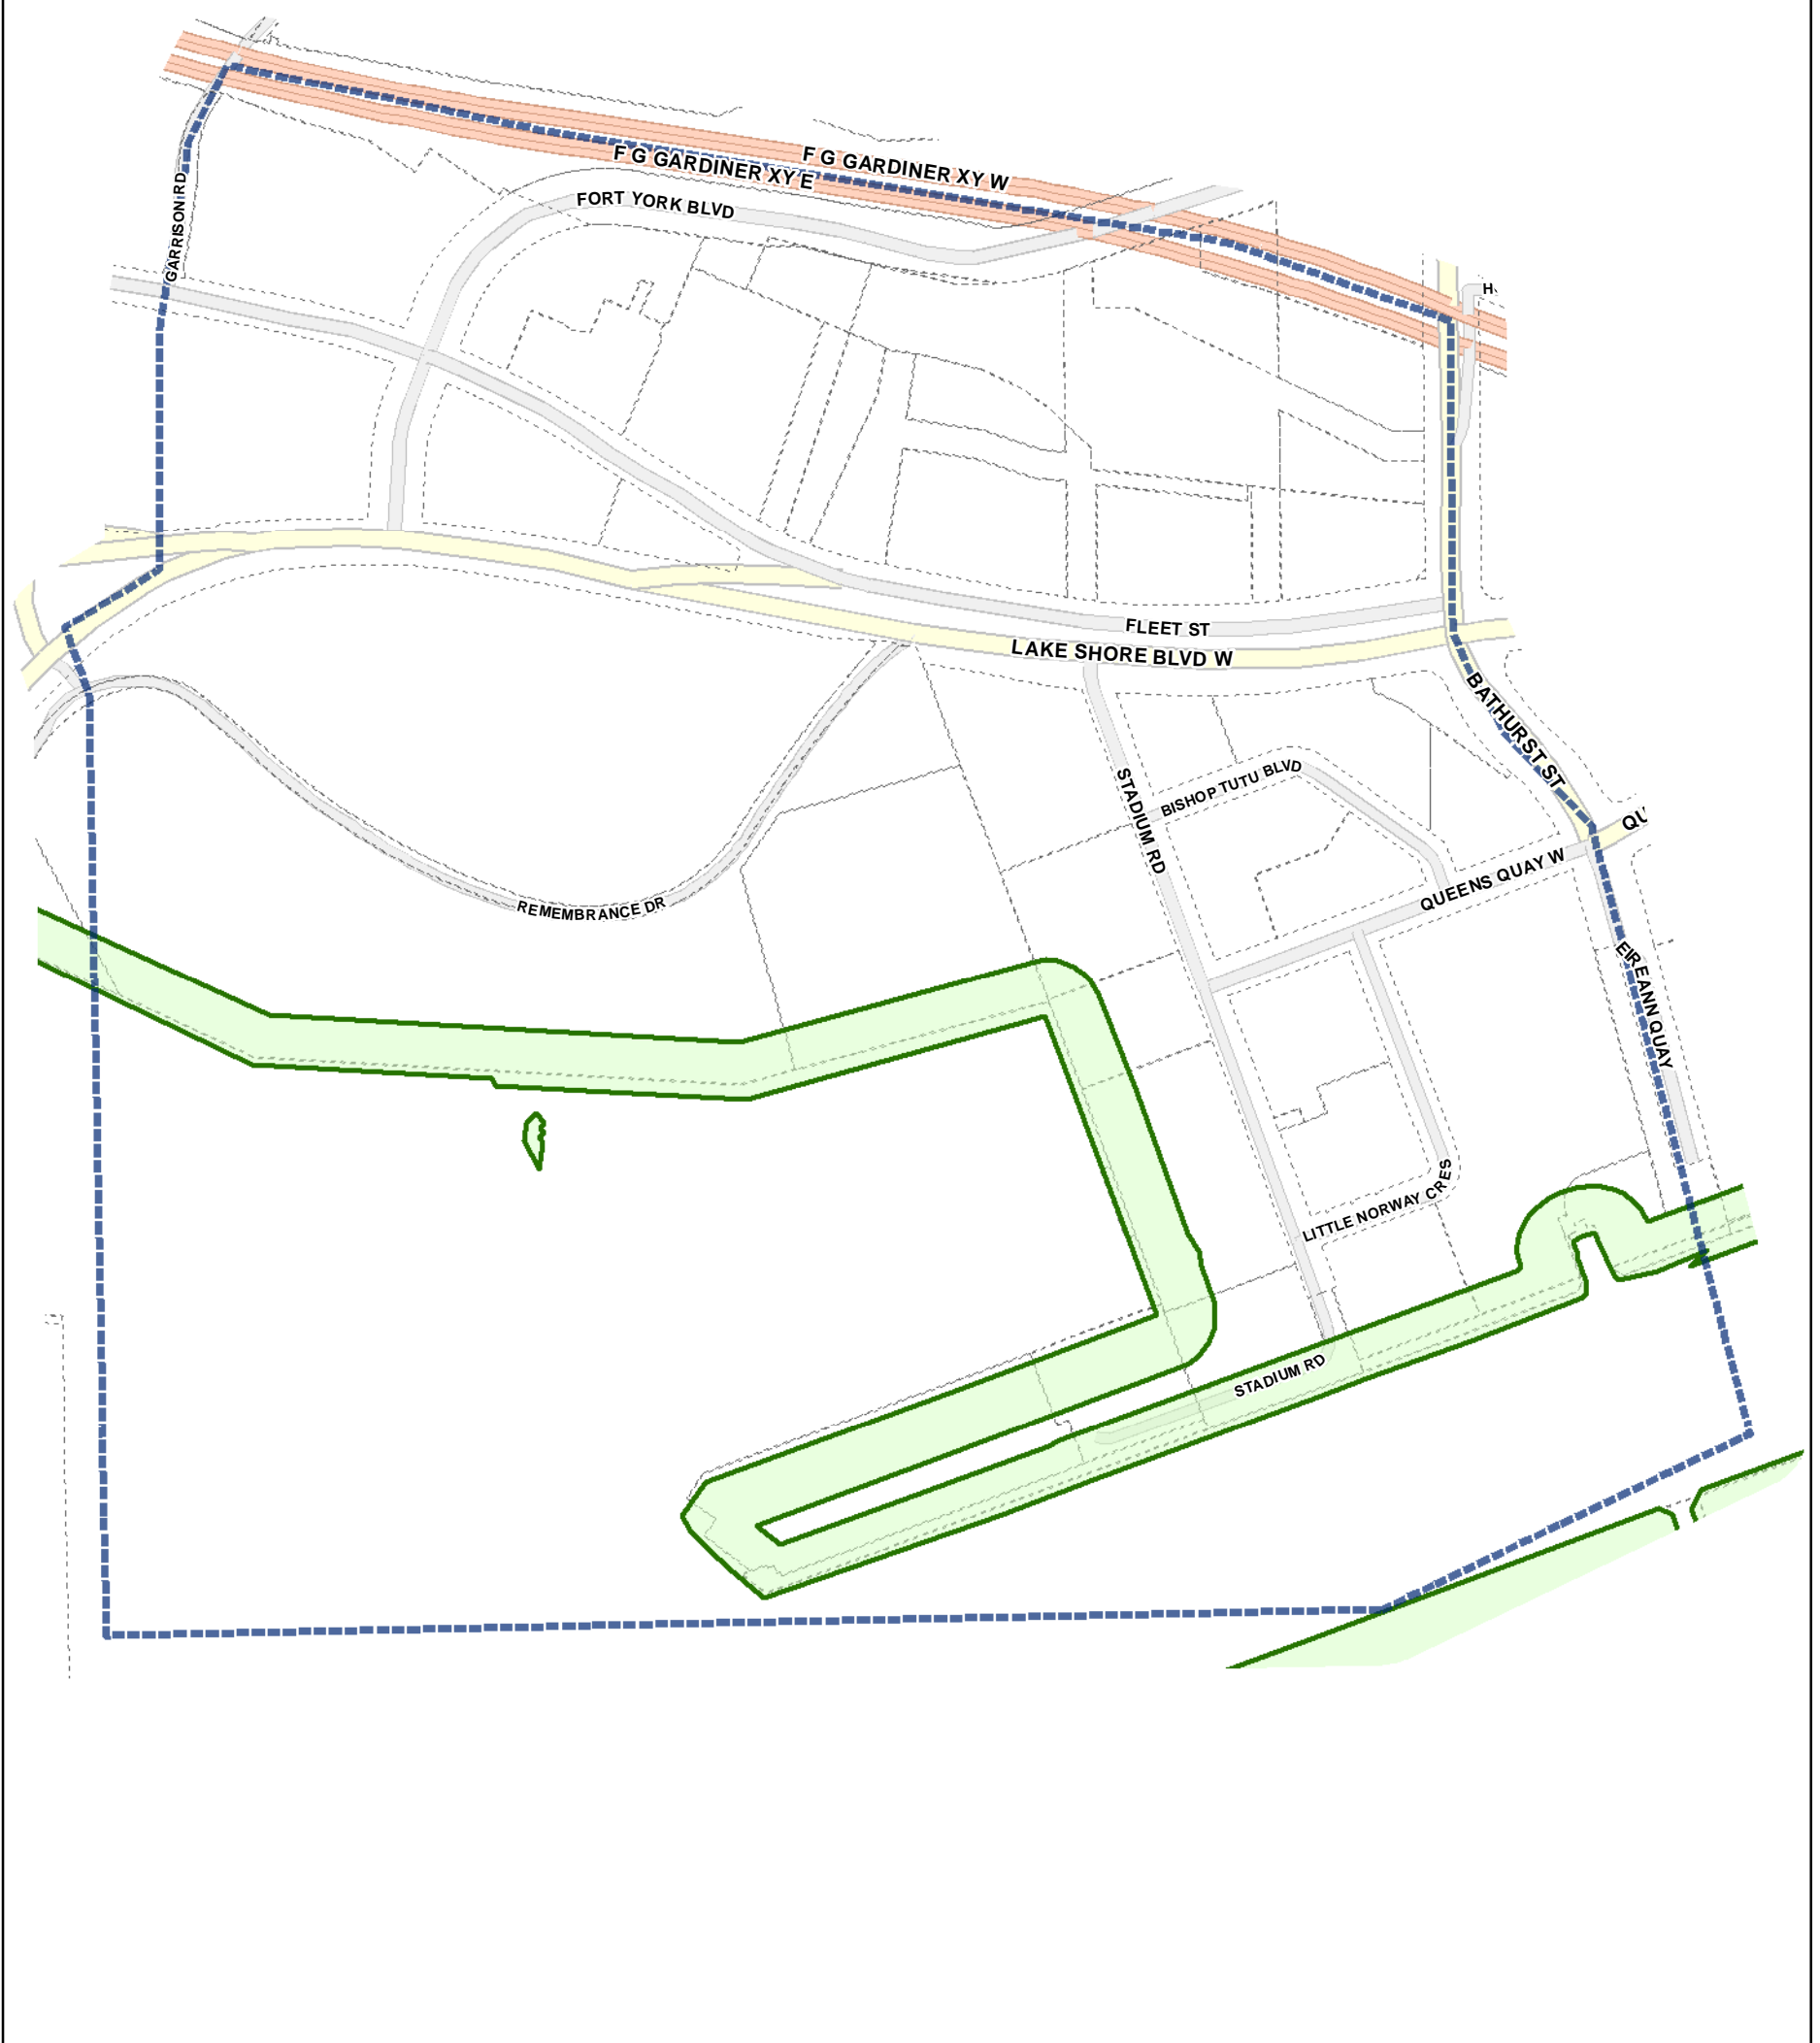 F G GARDINER XY W
F G GARDINER XY E
FORT YORK BLVD
GARRISON RD
H
FLEET ST
LAKE SHORE BLVD W
BATHURST ST
BISHOP TUTU BLVD
STADIUM RD
QU
QUEENS QUAY W
REMEMBRANCE DR
EIREANN QUAY
LITTLE NORWAY CRES
STADIUM RD